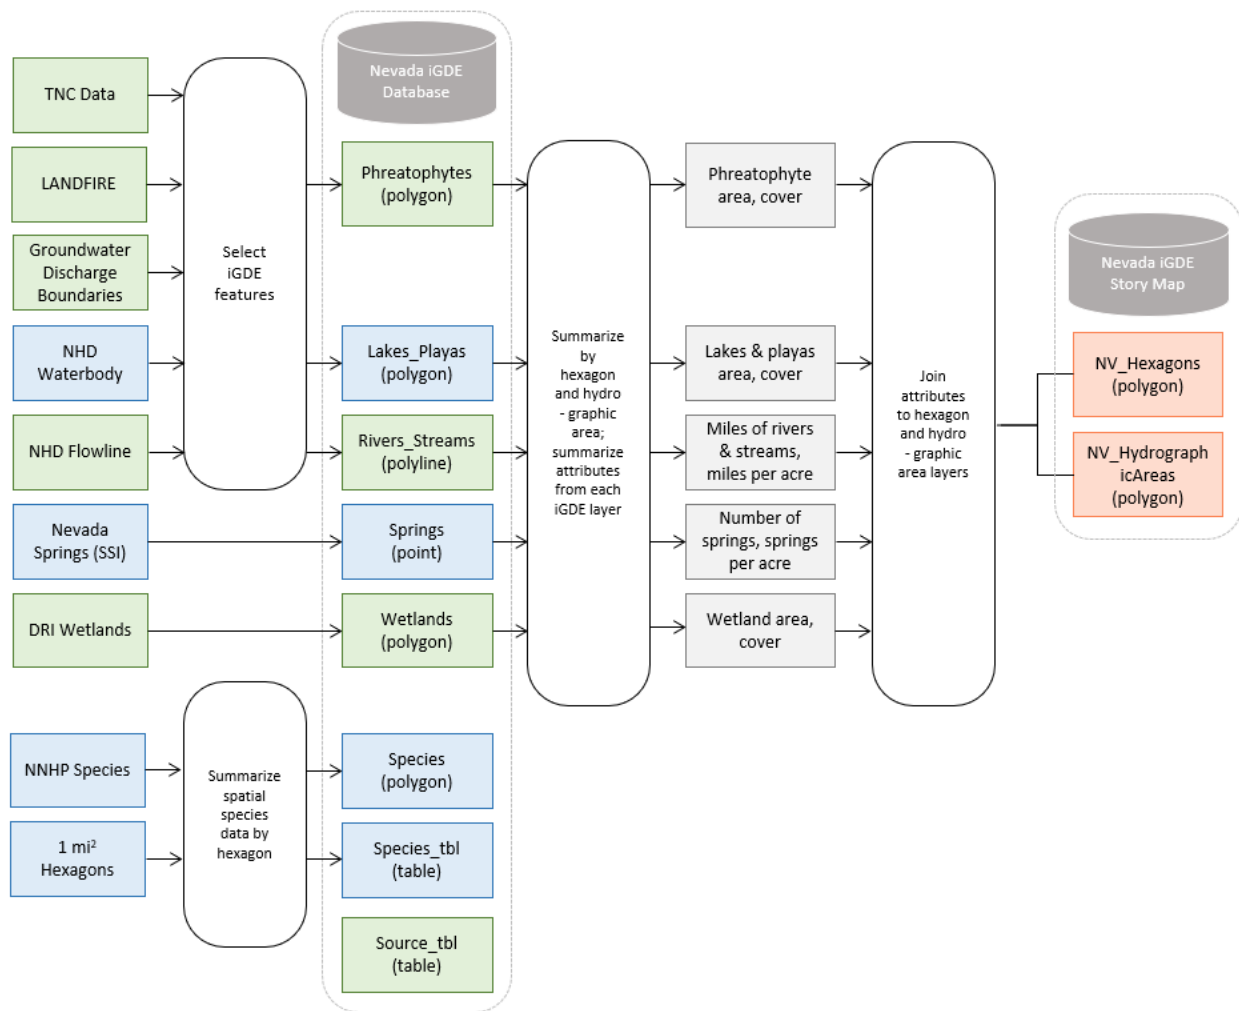 Nevada iGDE
Database
TNC Data
LANDFIRE
Groundwater
Discharge
Boundaries
NHD
Waterbody
NHD Flowline
Nevada
Springs (SSI)
DRI Wetlands
NNHP Species
1 mi²
Hexagons
Select
iGDE
features
Summarize
spatial
species
data by
hexagon
Phreatophytes
(polygon)
Lakes_Playas
(polygon)
Rivers_Streams
(polyline)
Springs
(point)
Wetlands
(polygon)
Species
(polygon)
Species_tbl
(table)
Source_tbl
(table)
Summarize
by
hexagon
and hydro
- graphic
area;
summarize
attributes
from each
iGDE layer
Phreatophyte
area, cover
Lakes & playas
area, cover
Miles of rivers
& streams,
miles per acre
Number of
springs, springs
per acre
Wetland area,
cover
Join
attributes
to hexagon
and hydro
- graphic
area layers
Nevada iGDE
Story Map
NV_Hexagons
(polygon)
NV_Hydrograph
icAreas
(polygon)